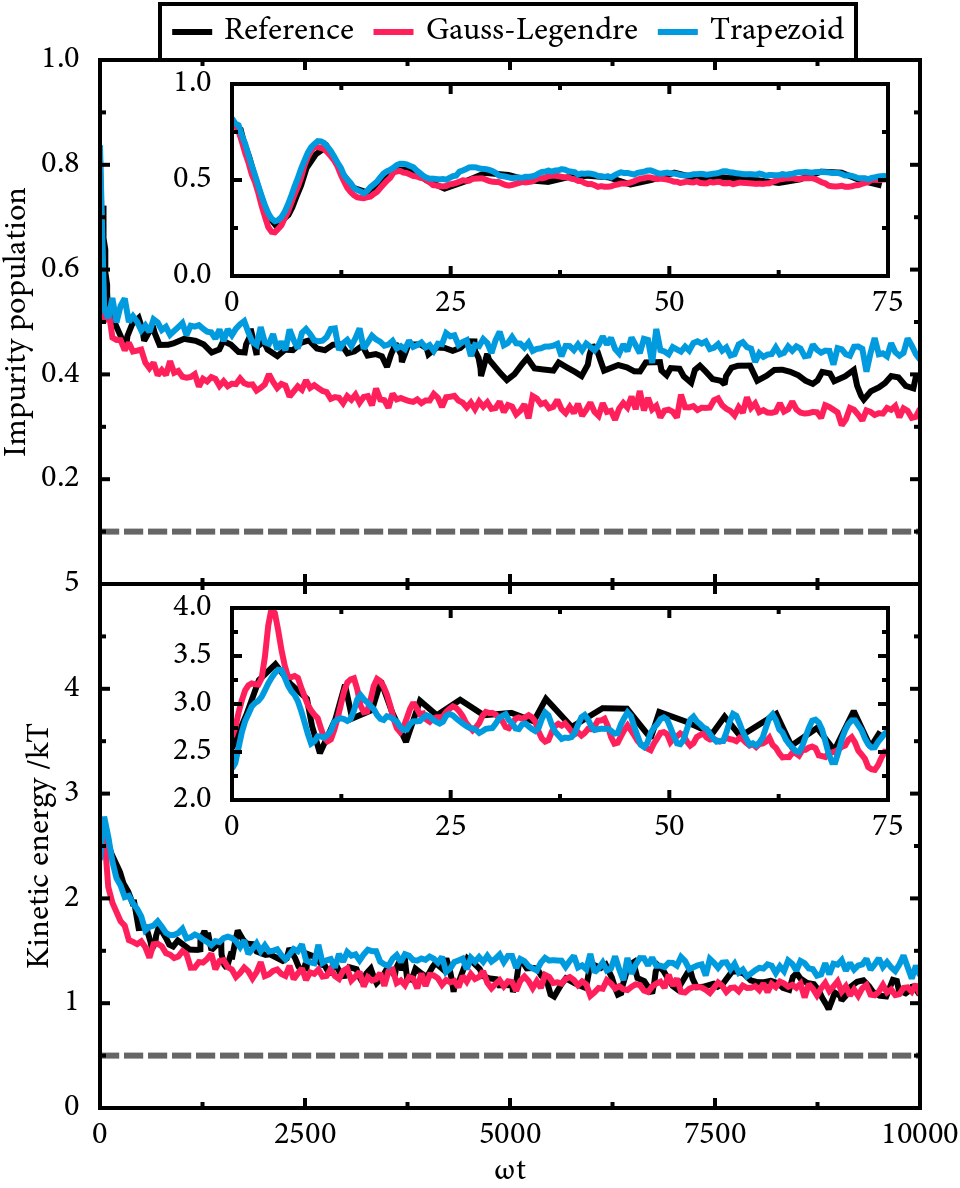 Reference Gauss-Legendre Trapezoid
1.0
0.8
0.6
0.4
0.2
Impurity population
1.0
0.5
0.0
0 25 50 75
5
4
3
2
1
0
Kinetic energy /kT
4.0
3.5
3.0
2.5
2.0
0 25 50 75
0 2500 5000 7500 10000
ωt